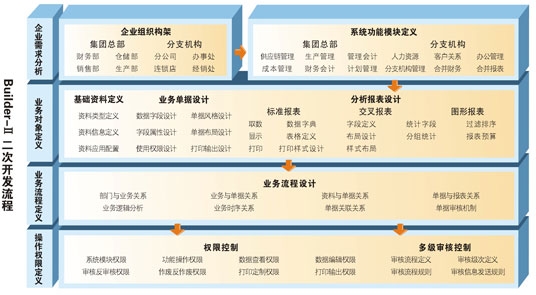 Builder-II 二次开发流程
企业需求分析
企业组织构架
集团总部 分支机构
财务部 仓储部 分公司 办事处
销售部 生产部 连锁店 经销处
系统功能模块定义
集团总部 分支机构
供应链管理 生产管理 管理会计 人力资源 客户关系 办公管理
成本管理 财务会计 计划管理 分支机构管理 合并财务 合并报表
业务对象定义
基础资料定义
资料类型定义
资料信息定义
资料应用配置
业务单据设计
数据字段设计 单据风格设计
字段属性设计 单据布局设计
使用权限设计 打印输出设计
分析报表设计
标准报表 交叉报表 图形报表
取数 数据字典 字段定义 统计字段 过滤排序
显示 表格定义 布局设计 分组统计 报表预算
打印 打印样式设计 样式布局
业务流程定义
业务流程设计
部门与业务关系 业务与单据关系 资料与单据关系 单据与报表关系
业务逻辑分析 业务时序关系 单据关联关系 单据审核机制
操作权限定义
权限控制
系统模块权限 功能操作权限 数据查看权限 数据编辑权限
审核反审核权限 作废反作废权限 打印定制权限 打印输出权限
多级审核控制
审核流程定义 审核级次定义
审核流程规则 审核信息发送规则